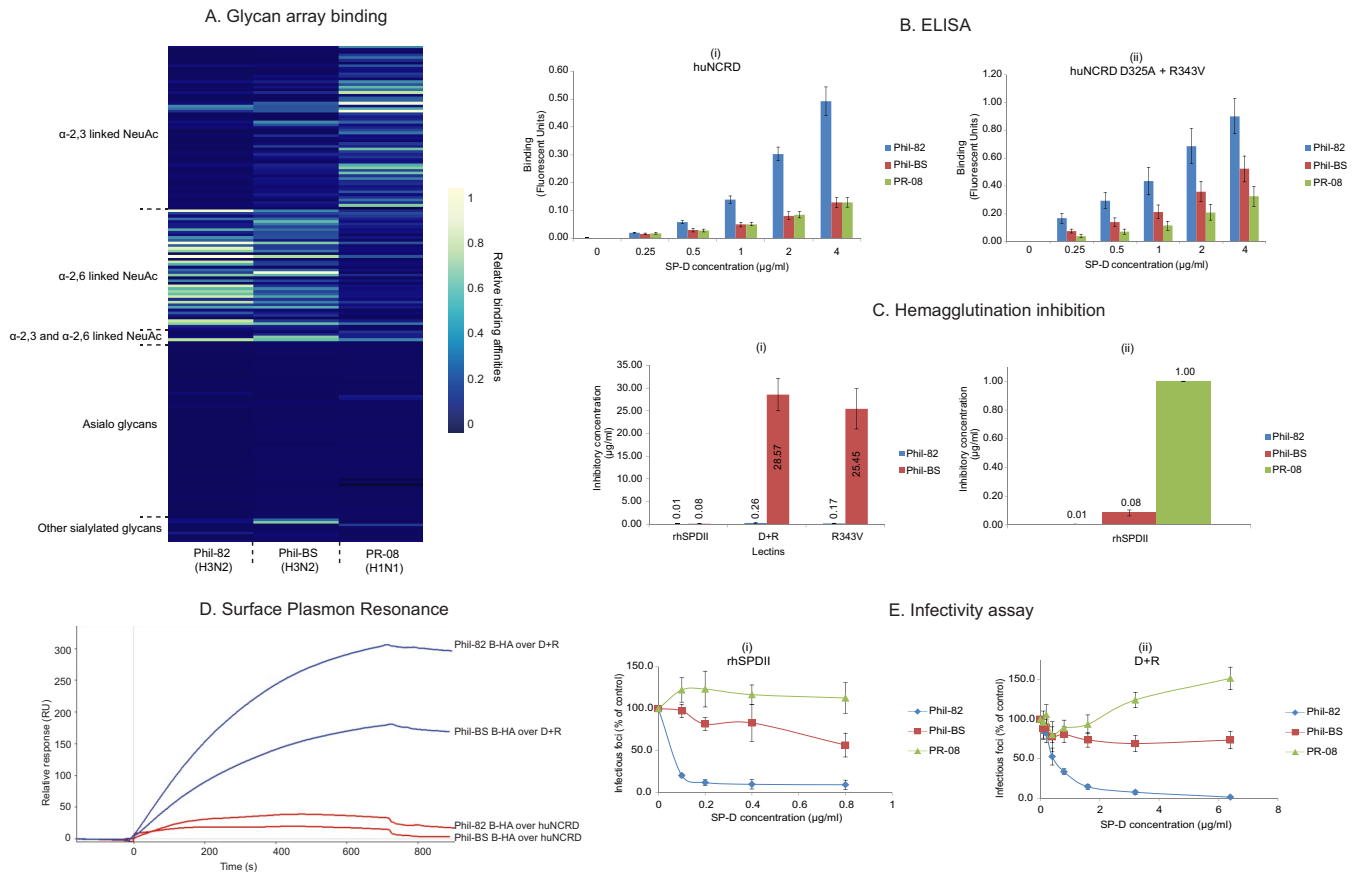 A. Glycan array binding
α-2,3 linked NeuAc
α-2,6 linked NeuAc
α-2,3 and α-2,6 linked NeuAc
Asialo glycans
Other sialylated glycans
Phil-82
(H3N2)
Phil-BS
(H3N2)
PR-08
(H1N1)
1
0.8
0.6
0.4
0.2
0
Relative binding affinities
B. ELISA
(i)
huNCRD
0.60
0.50
0.40
0.30
0.20
0.10
0.00
Binding
(Fluorescent Units)
0 0.25 0.5 1 2 4
SP-D concentration (µg/ml)
Phil-82
Phil-BS
PR-08
(ii)
huNCRD D325A + R343V
1.20
1.00
0.80
0.60
0.40
0.20
0.00
Binding
(Fluorescent Units)
0 0.25 0.5 1 2 4
SP-D concentration (µg/ml)
Phil-82
Phil-BS
PR-08
C. Hemagglutination inhibition
(i)
35.00
30.00
25.00
20.00
15.00
10.00
5.00
0.00
Inhibitory concentration
(µg/ml)
0.01
0.08
0.26
28.57
0.17
25.45
rhSPDII D+R R343V
Lectins
Phil-82
Phil-BS
(ii)
1.00
0.80
0.60
0.40
0.20
0.00
Inhibitory concentration
(µg/ml)
0.01
0.08
1.00
rhSPDII
Phil-82
Phil-BS
PR-08
D. Surface Plasmon Resonance
300
250
200
150
100
50
0
Relative response (RU)
Phil-82 B-HA over D+R
Phil-BS B-HA over D+R
Phil-82 B-HA over huNCRD
Phil-BS B-HA over huNCRD
0 200 400 600 800
Time (s)
E. Infectivity assay
(i)
rhSPDII
150.0
100.0
50.0
0.0
Infectious foci (% of control)
0 0.2 0.4 0.6 0.8 1
SP-D concentration (µg/ml)
Phil-82
Phil-BS
PR-08
(ii)
D+R
150.0
100.0
50.0
0.0
Infectious foci (% of control)
0 2 4 6 8
SP-D concentration (µg/ml)
Phil-82
Phil-BS
PR-08